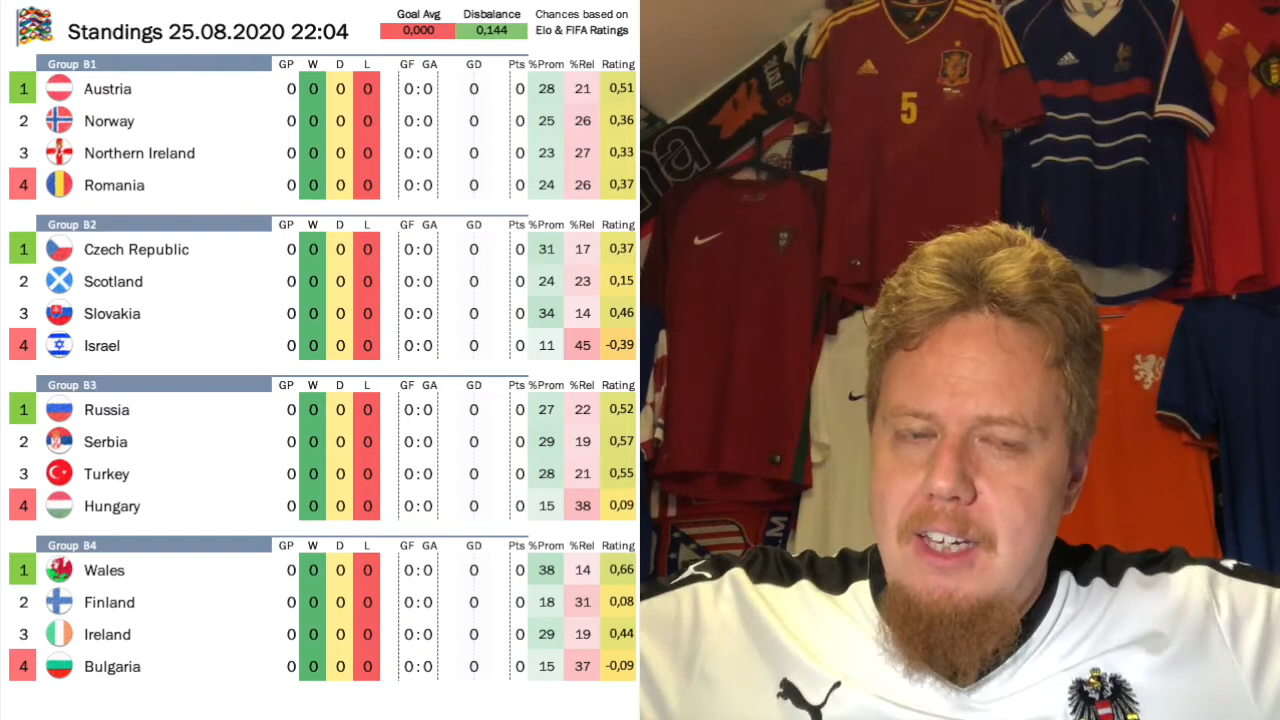 Standings 25.08.2020 22:04
Goal Avg Disbalance Chances based on
0,000 0,144 Elo & FIFA Ratings
Group B1 GP W D L GF GA GD Pts %Prom %Rel Rating
1 Austria 0 0 0 0 0:0 0 0 28 21 0,51
2 Norway 0 0 0 0 0:0 0 0 25 26 0,36
3 Northern Ireland 0 0 0 0 0:0 0 0 23 27 0,33
4 Romania 0 0 0 0 0:0 0 0 24 26 0,37
Group B2 GP W D L GF GA GD Pts %Prom %Rel Rating
1 Czech Republic 0 0 0 0 0:0 0 0 31 17 0,37
2 Scotland 0 0 0 0 0:0 0 0 24 23 0,15
3 Slovakia 0 0 0 0 0:0 0 0 34 14 0,46
4 Israel 0 0 0 0 0:0 0 0 11 45 -0,39
Group B3 GP W D L GF GA GD Pts %Prom %Rel Rating
1 Russia 0 0 0 0 0:0 0 0 27 22 0,52
2 Serbia 0 0 0 0 0:0 0 0 29 19 0,57
3 Turkey 0 0 0 0 0:0 0 0 28 21 0,55
4 Hungary 0 0 0 0 0:0 0 0 15 38 0,09
Group B4 GP W D L GF GA GD Pts %Prom %Rel Rating
1 Wales 0 0 0 0 0:0 0 0 38 14 0,66
2 Finland 0 0 0 0 0:0 0 0 18 31 0,08
3 Ireland 0 0 0 0 0:0 0 0 29 19 0,44
4 Bulgaria 0 0 0 0 0:0 0 0 15 37 -0,09
adidas
5